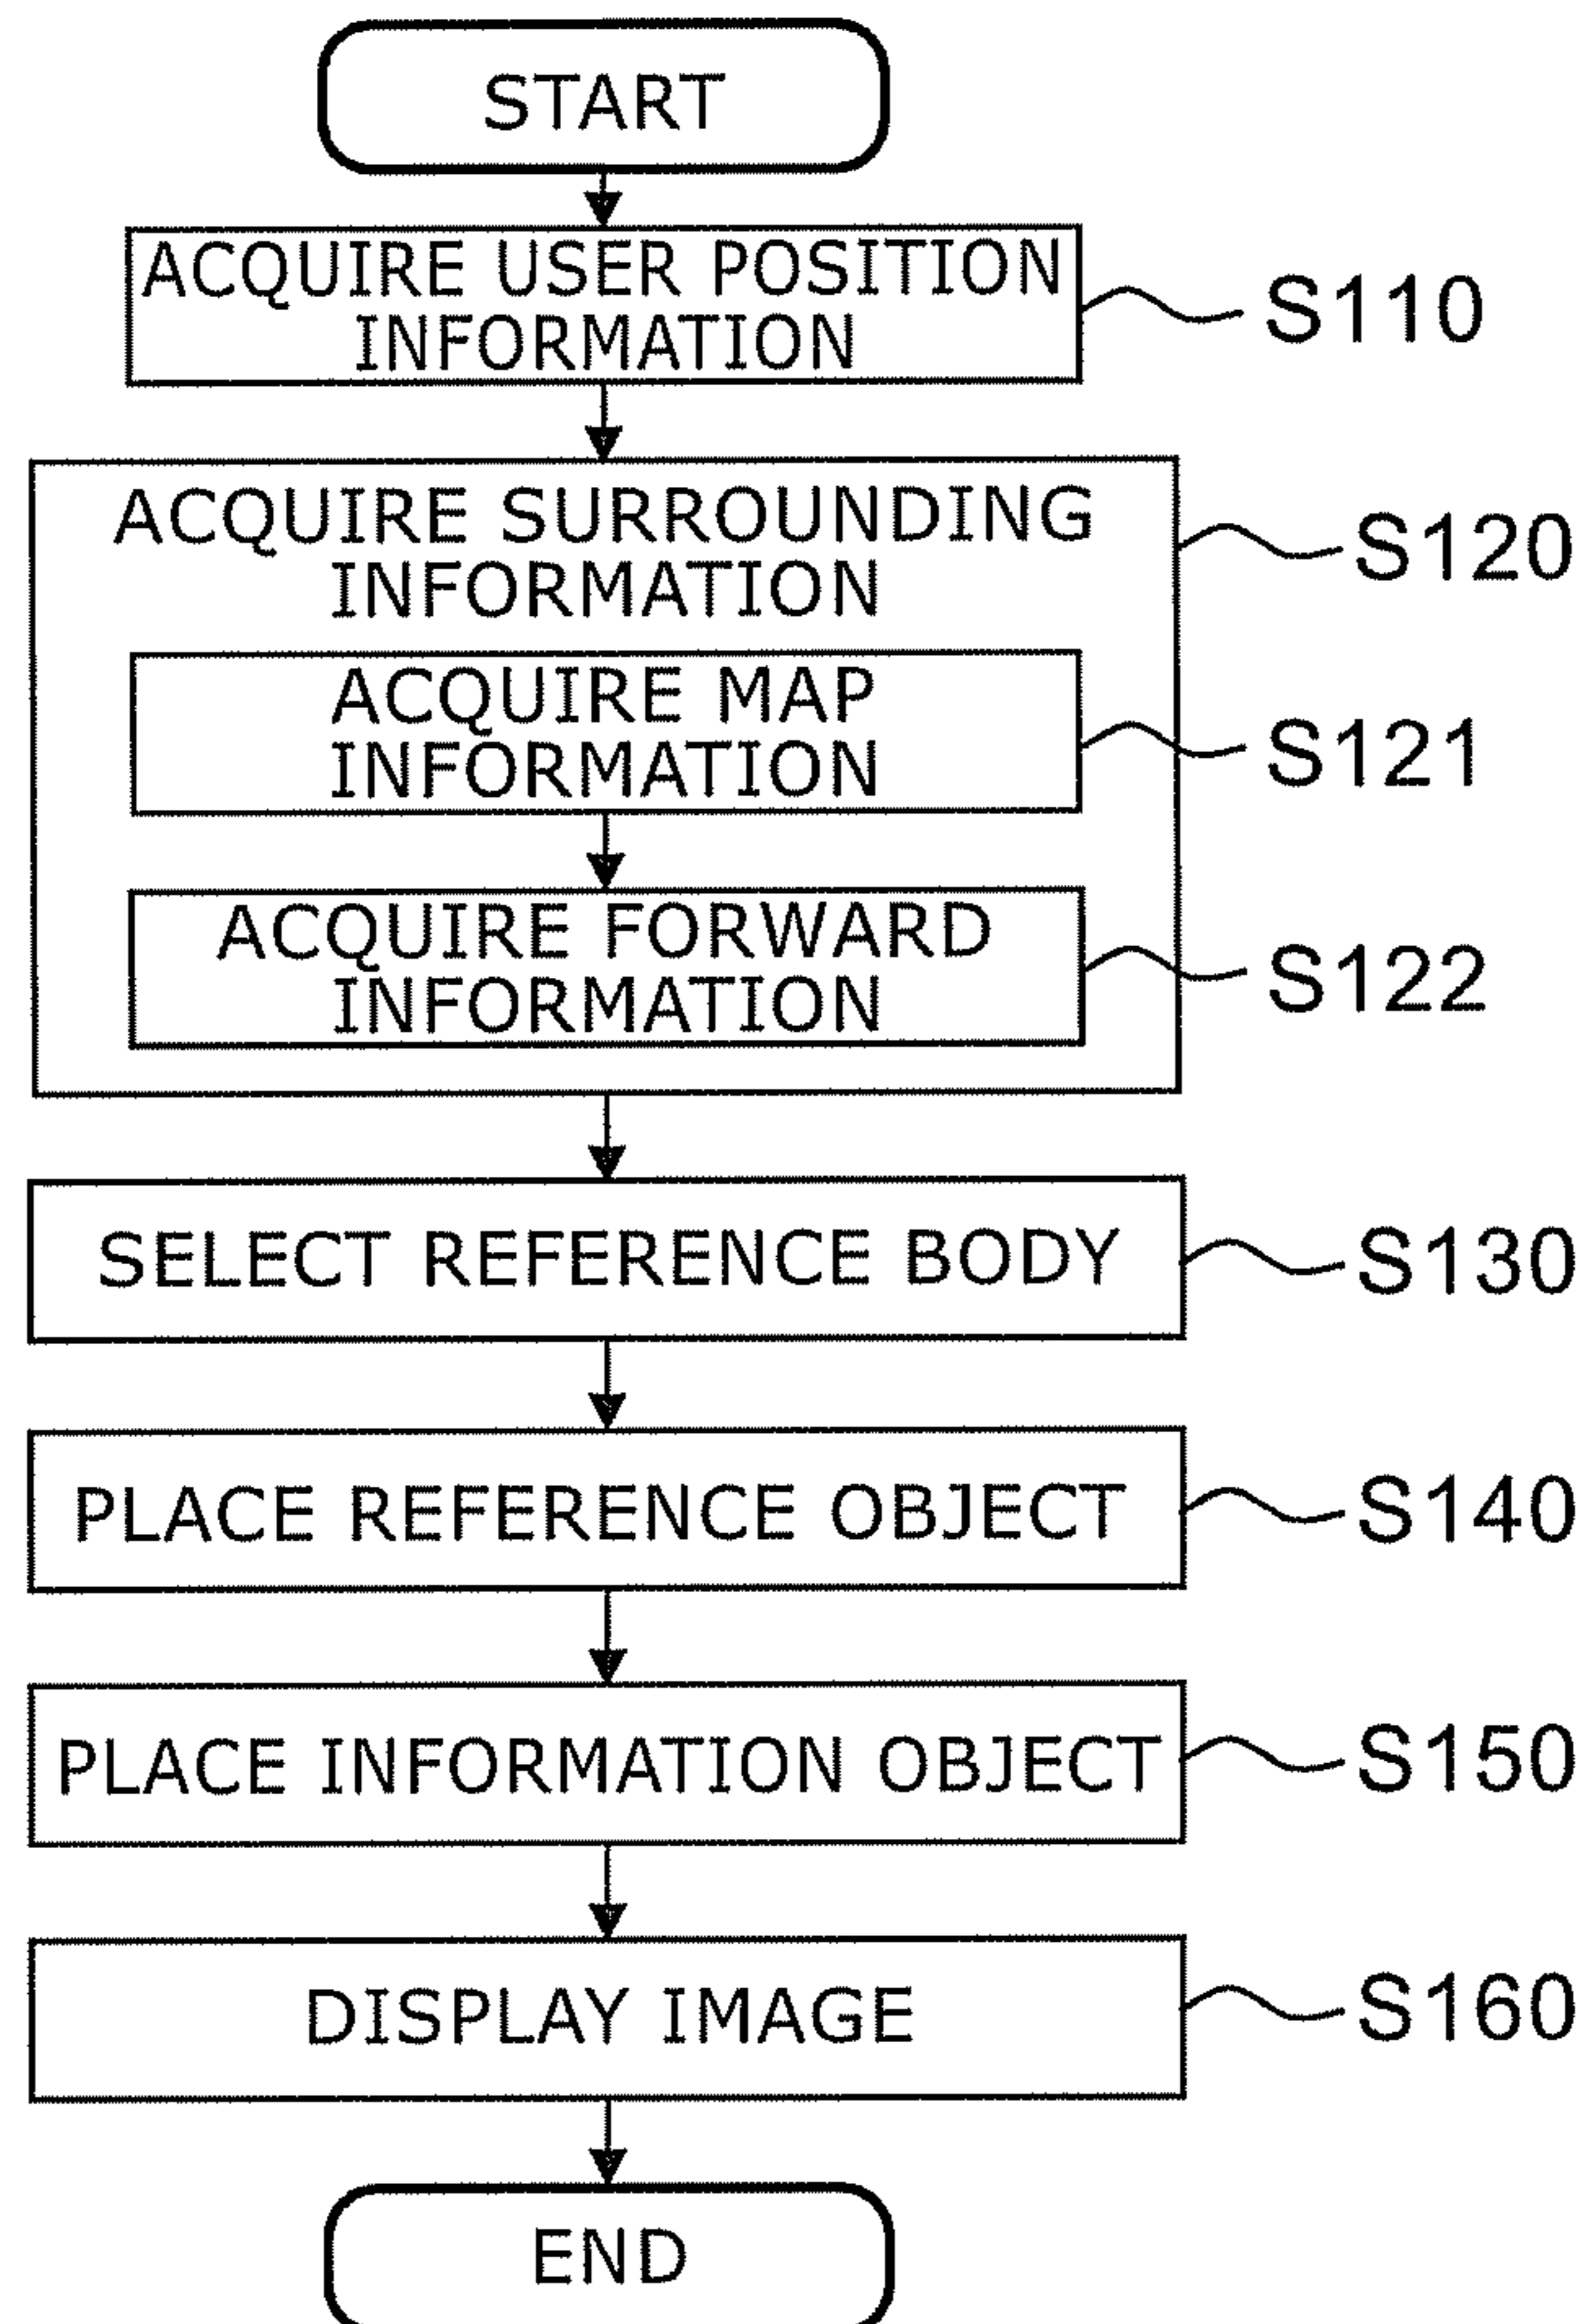 START
ACQUIRE USER POSITION
INFORMATION
S110
ACQUIRE SURROUNDING
INFORMATION
S120
ACQUIRE MAP
INFORMATION
S121
ACQUIRE FORWARD
INFORMATION
S122
SELECT REFERENCE BODY
S130
PLACE REFERENCE OBJECT
S140
PLACE INFORMATION OBJECT
S150
DISPLAY IMAGE
S160
END